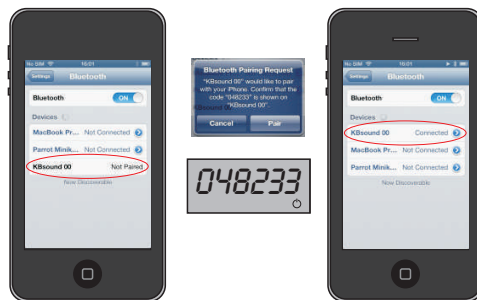 No SIM 16:01
Settings Bluetooth
Bluetooth ON
Devices
MacBook Pr... Not Connected
Parrot Minik... Not Connected
KBsound 00 Not Paired
Now Discoverable
Bluetooth Pairing Request
"KBsound 00" would like to pair
with your iPhone. Confirm that the
code "048233" is shown on
"KBsound 00".
Cancel Pair
048233
No SIM 16:01
Settings Bluetooth
Bluetooth ON
Devices
KBsound 00 Connected
MacBook Pr... Not Connected
Parrot Minik... Not Connected
Now Discoverable